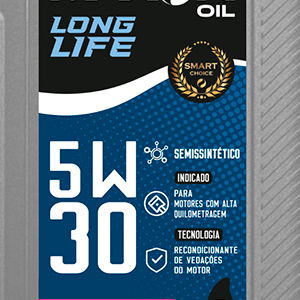 OIL
LONG
LIFE
SMART
CHOICE
5W
30
SEMISSINTÉTICO
INDICADO
PARA
MOTORES COM ALTA
QUILOMETRAGEM
TECNOLOGIA
RECONDICIONANTE
DE VEDAÇÕES
DO MOTOR